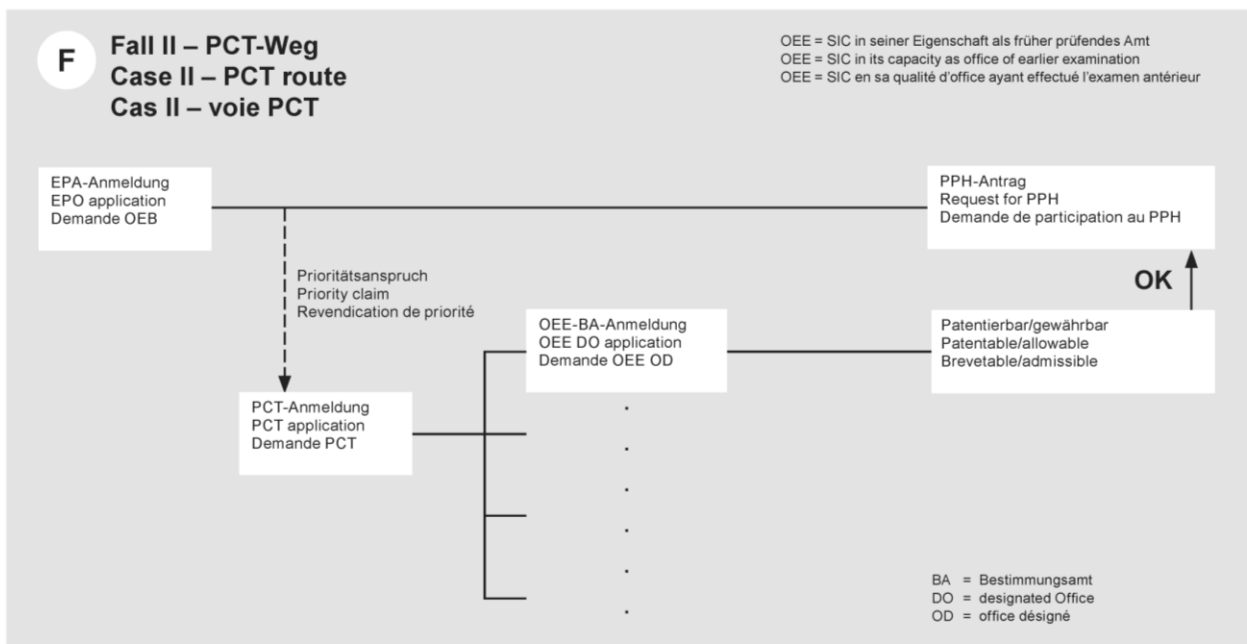 F
Fall II – PCT-Weg
Case II – PCT route
Cas II – voie PCT
OEE = SIC in seiner Eigenschaft als früher prüfendes Amt
OEE = SIC in its capacity as office of earlier examination
OEE = SIC en sa qualité d'office ayant effectué l'examen antérieur
EPA-Anmeldung
EPO application
Demande OEB
PPH-Antrag
Request for PPH
Demande de participation au PPH
Prioritätsanspruch
Priority claim
Revendication de priorité
OK
OEE-BA-Anmeldung
OEE DO application
Demande OEE OD
Patentierbar/gewährbar
Patentable/allowable
Brevetable/admissible
PCT-Anmeldung
PCT application
Demande PCT
BA = Bestimmungsamt
DO = designated Office
OD = office désigné